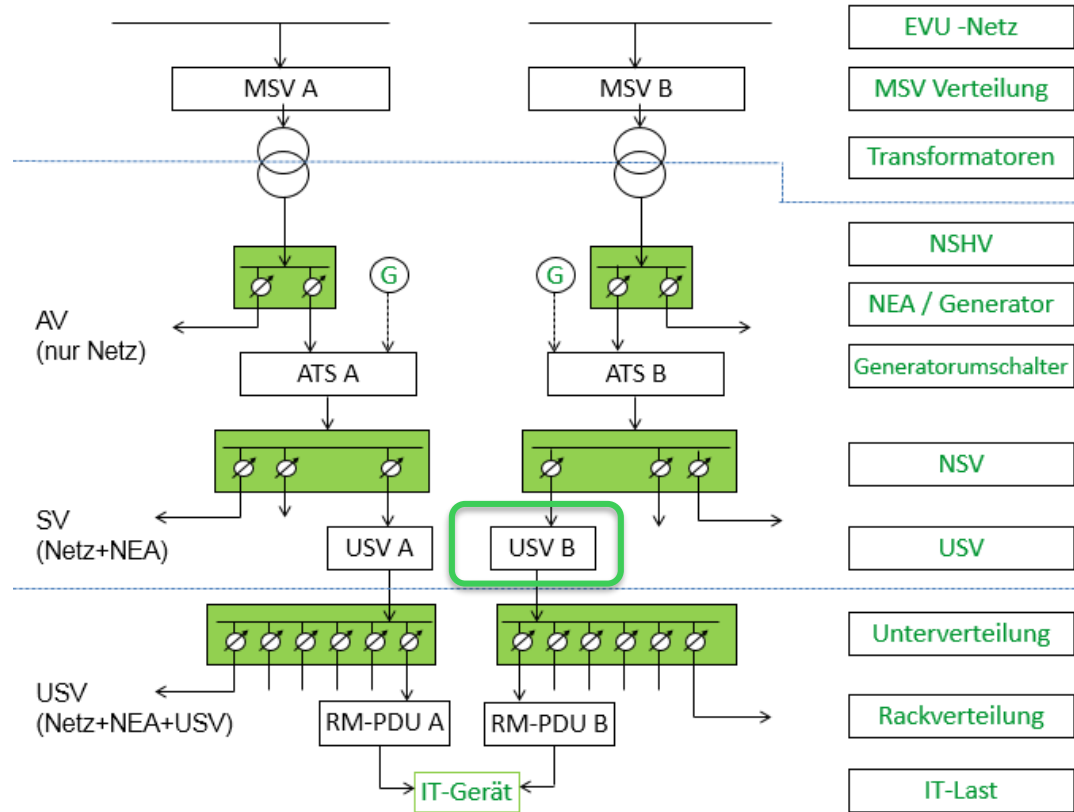 EVU -Netz
MSV A
MSV B
MSV Verteilung
Transformatoren
NSHV
G
G
NEA / Generator
AV
(nur Netz)
ATS A
ATS B
Generatorumschalter
NSV
SV
(Netz+NEA)
USV A
USV B
USV
Unterverteilung
USV
(Netz+NEA+USV)
RM-PDU A
RM-PDU B
Rackverteilung
IT-Gerät
IT-Last